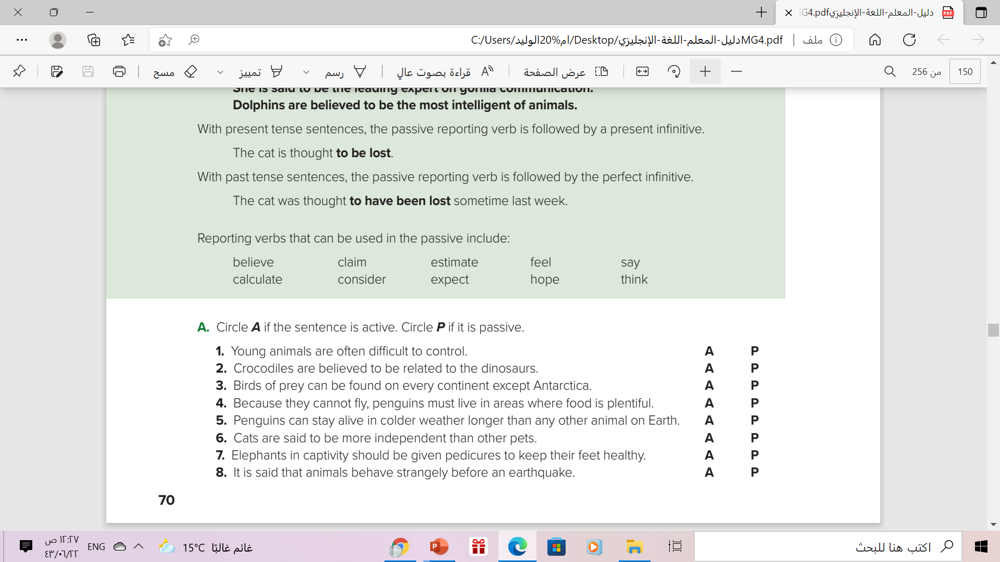 دليل-المعلم-اللغة-الإنجليزيMG4.pdf
C:/Users/ام%20الوليد/Desktop/دليل-المعلم-اللغة-الإنجليزيMG4.pdf
ملف
150
من 256
عرض الصفحة
قراءة بصوت عالٍ
رسم
تمييز
مسح
She is said to be the leading expert on gorilla communication.
Dolphins are believed to be the most intelligent of animals.
With present tense sentences, the passive reporting verb is followed by a present infinitive.
The cat is thought to be lost.
With past tense sentences, the passive reporting verb is followed by the perfect infinitive.
The cat was thought to have been lost sometime last week.
Reporting verbs that can be used in the passive include:
believe claim estimate feel say
calculate consider expect hope think
A. Circle A if the sentence is active. Circle P if it is passive.
1. Young animals are often difficult to control. A P
2. Crocodiles are believed to be related to the dinosaurs. A P
3. Birds of prey can be found on every continent except Antarctica. A P
4. Because they cannot fly, penguins must live in areas where food is plentiful. A P
5. Penguins can stay alive in colder weather longer than any other animal on Earth. A P
6. Cats are said to be more independent than other pets. A P
7. Elephants in captivity should be given pedicures to keep their feet healthy. A P
8. It is said that animals behave strangely before an earthquake. A P
70
اكتب هنا للبحث
15°C غائم غالبًا
ENG
١٢:٢٧ ص
٤٣/٠٦/٢٢